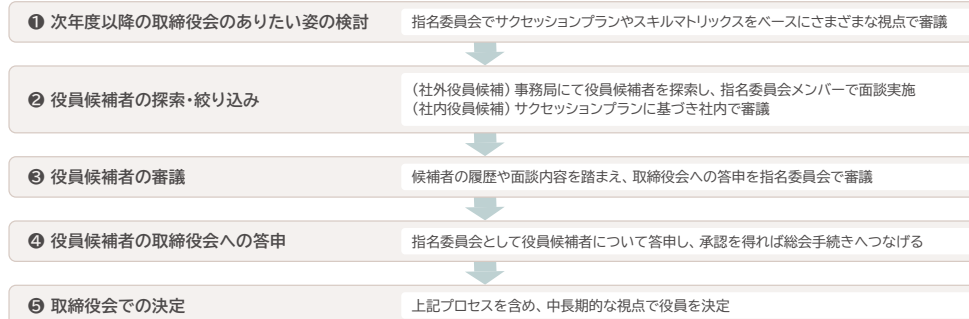 ❶ 次年度以降の取締役会のありたい姿の検討
指名委員会でサクセッションプランやスキルマトリックスをベースにさまざまな視点で審議
❷ 役員候補者の探索・絞り込み
（社外役員候補）事務局にて役員候補者を探索し、指名委員会メンバーで面談実施
（社内役員候補）サクセッションプランに基づき社内で審議
❸ 役員候補者の審議
候補者の履歴や面談内容を踏まえ、取締役会への答申を指名委員会で審議
❹ 役員候補者の取締役会への答申
指名委員会として役員候補者について答申し、承認を得れば総会手続きへつなげる
❺ 取締役会での決定
上記プロセスを含め、中長期的な視点で役員を決定